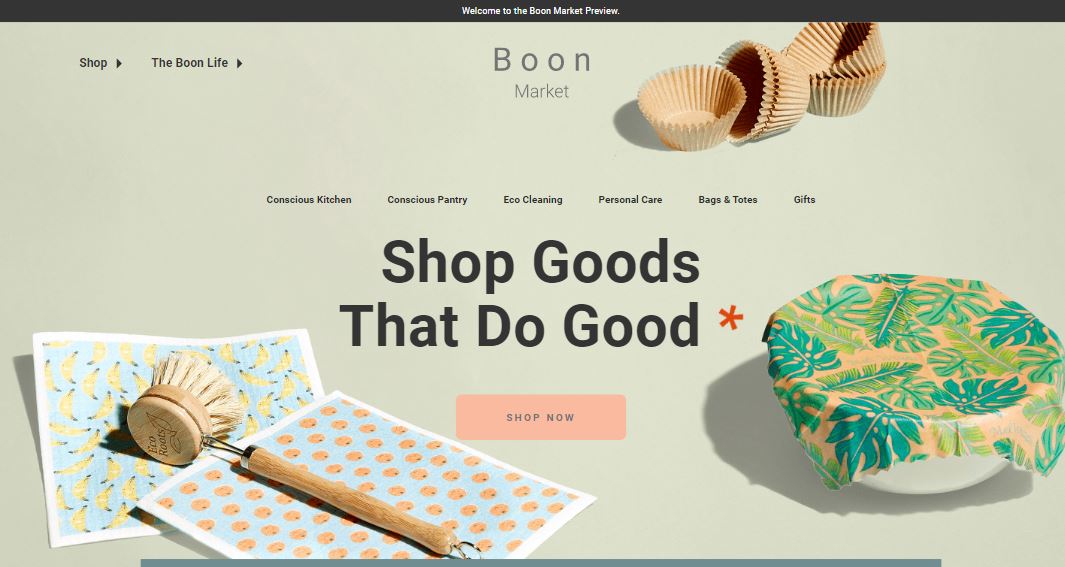 Welcome to the Boon Market Preview.
Shop
The Boon Life
Boon
Market
Conscious Kitchen
Conscious Pantry
Eco Cleaning
Personal Care
Bags & Totes
Gifts
Shop Goods
That Do Good *
SHOP NOW
Eco
Roots